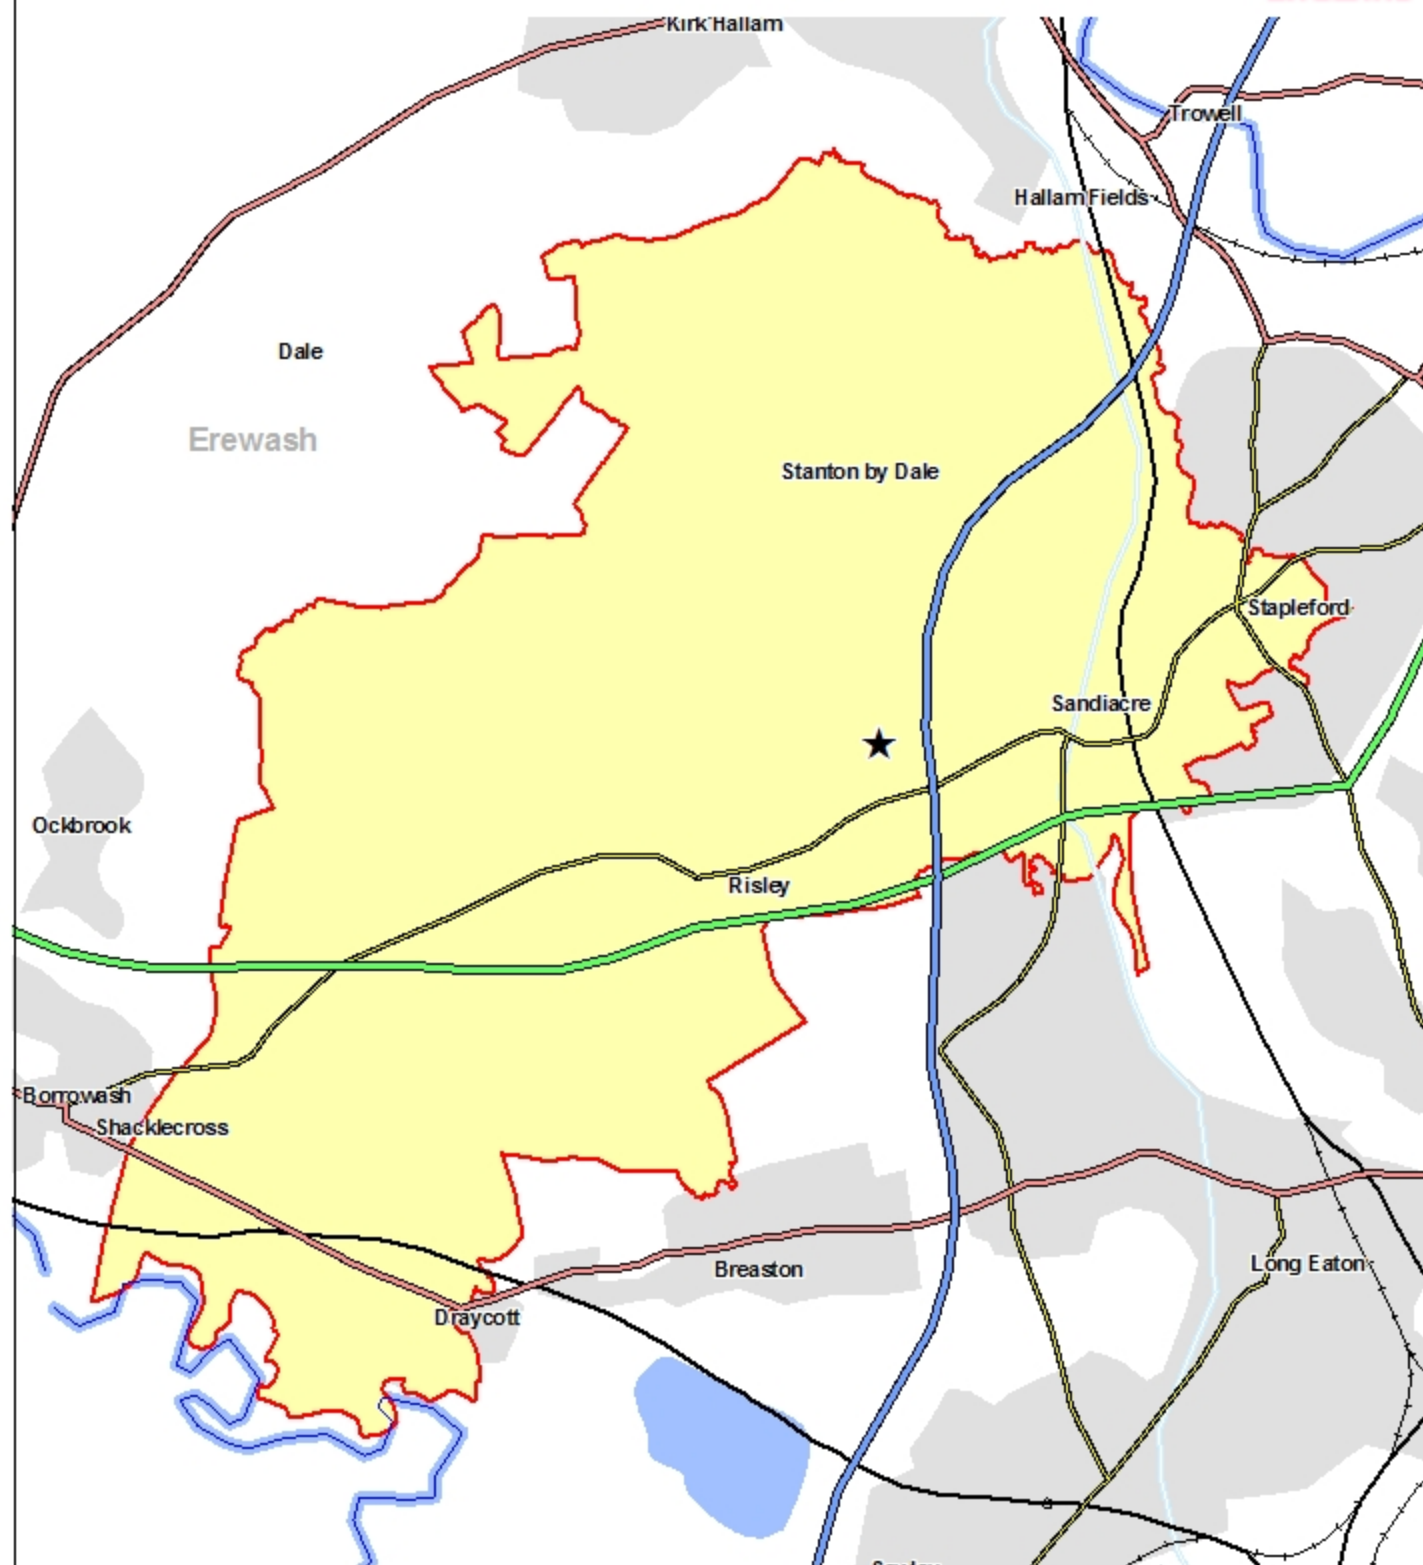 Kirk Hallam
Trowell
Hallam Fields
Dale
Erewash
Stanton by Dale
Stapleford
Sandiacre
Ockbrook
Risley
Borrowash
Shacklecross
Long Eaton
Breaston
Draycott